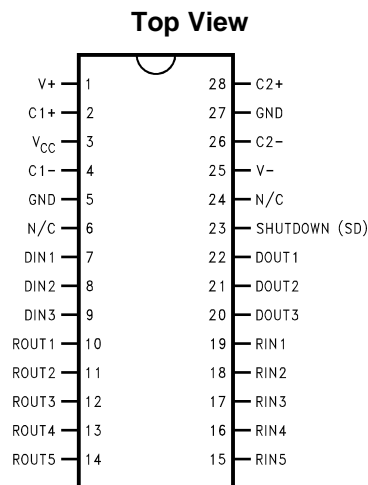 Top View
V+ 1 28 C2+
C1+ 2 27 GND
VCC 3 26 C2-
C1- 4 25 V-
GND 5 24 N/C
N/C 6 23 SHUTDOWN (SD)
DIN1 7 22 DOUT1
DIN2 8 21 DOUT2
DIN3 9 20 DOUT3
ROUT1 10 19 RIN1
ROUT2 11 18 RIN2
ROUT3 12 17 RIN3
ROUT4 13 16 RIN4
ROUT5 14 15 RIN5